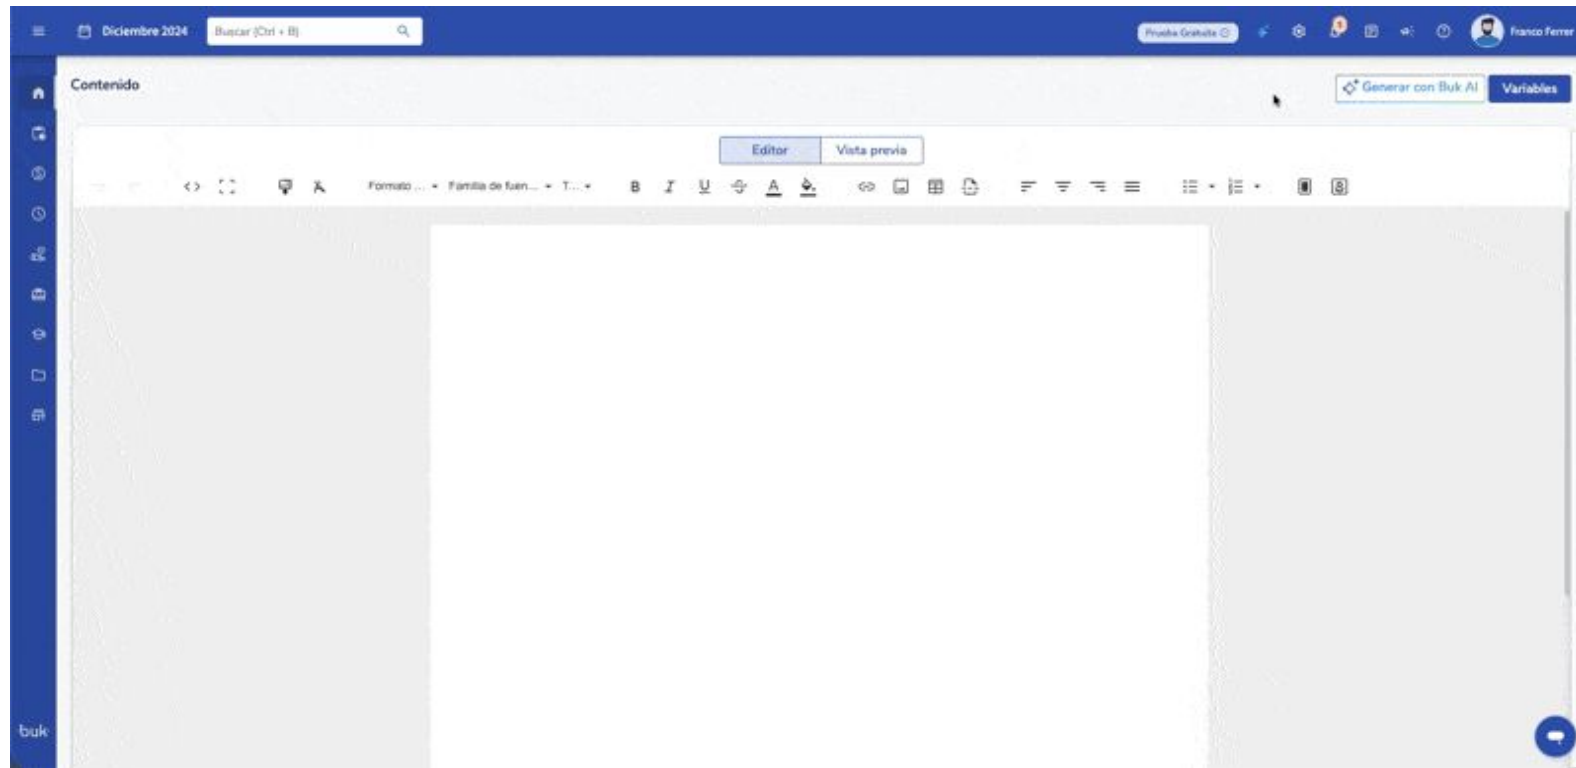 Diciembre 2024
Buscar (Ctrl + B)
Prueba Gratuita
Franco Ferrer
Contenido
Generar con Buk AI
Variables
Editor
Vista previa
Formato ...
Familia de fuen...
T...
buk